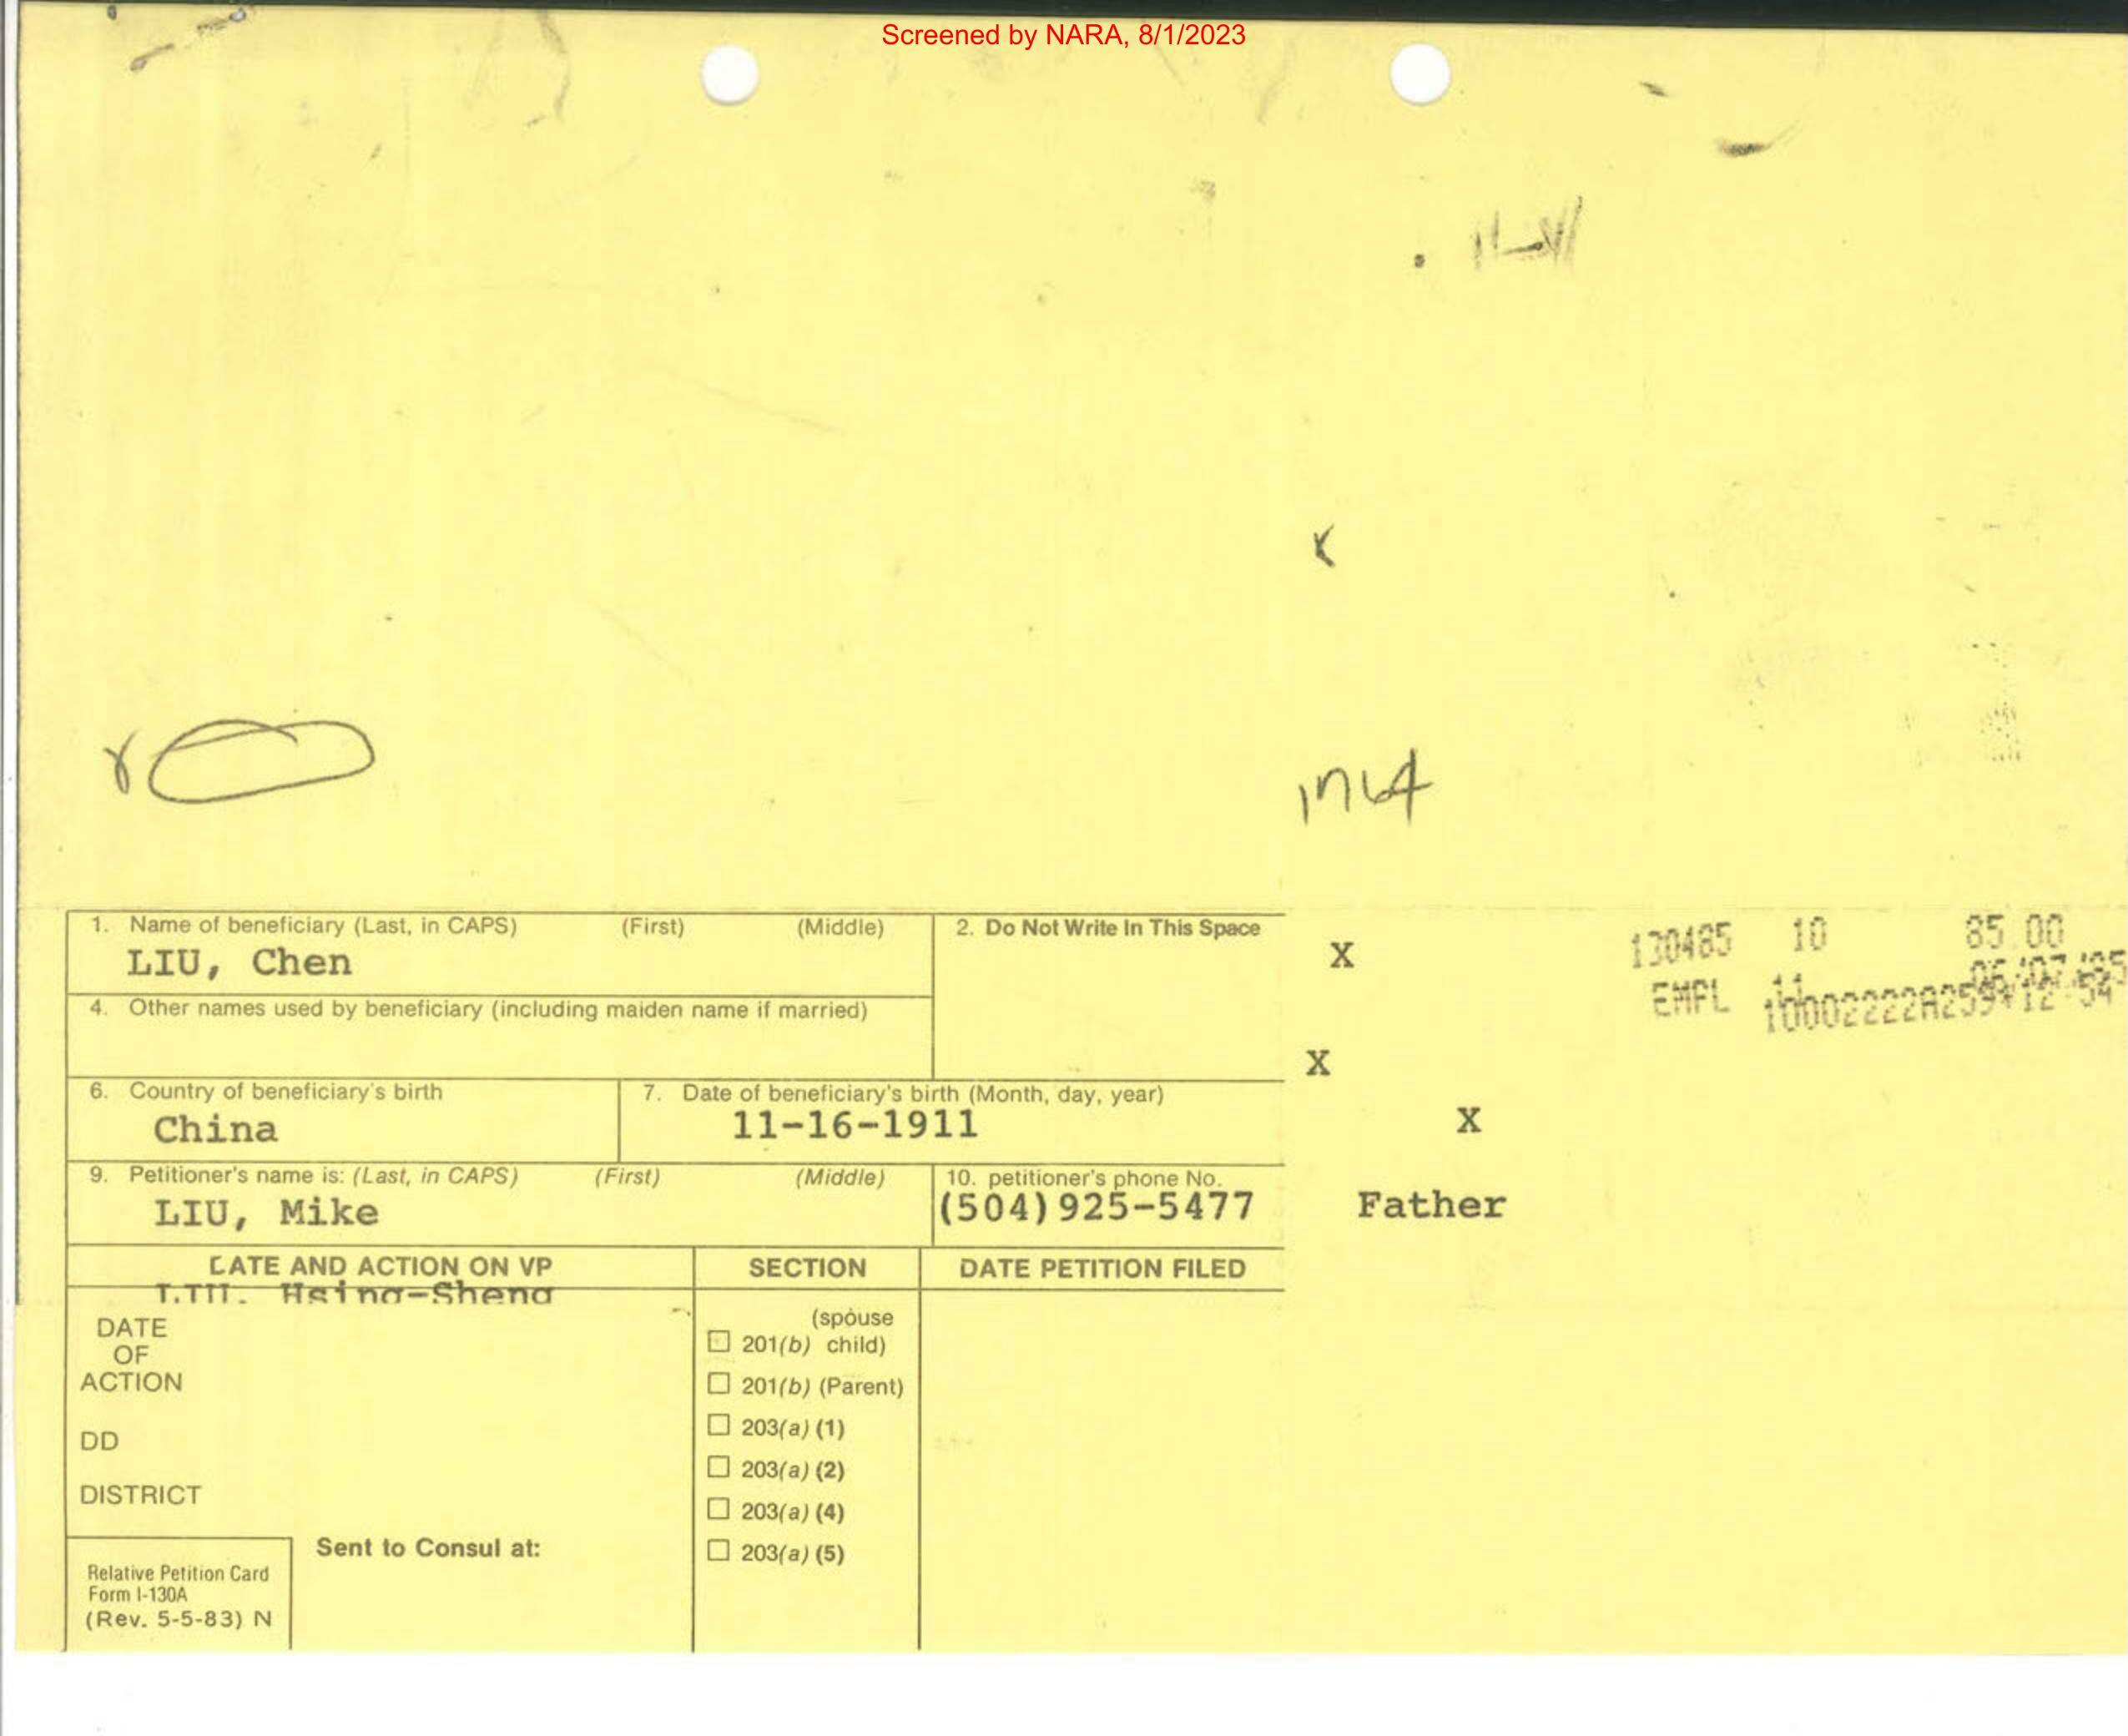 Screened by NARA, 8/1/2023
1. Name of beneficiary (Last, in CAPS) (First) (Middle) 2. Do Not Write In This Space
LIU, Chen X
130485 10 85 00
EMPL
4. Other names used by beneficiary (including maiden name if married)
X
6. Country of beneficiary's birth 7. Date of beneficiary's birth (Month, day, year)
China 11-16-1911 X
9. Petitioner's name is: (Last, in CAPS) (First) (Middle) 10. petitioner's phone No.
LIU, Mike (504)925-5477 Father
DATE AND ACTION ON VP SECTION DATE PETITION FILED
LIU, Hsing-Sheng
DATE
OF
ACTION
DD
DISTRICT
(spouse
201(b) child)
201(b) (Parent)
203(a) (1)
203(a) (2)
203(a) (4)
203(a) (5)
Sent to Consul at:
Relative Petition Card
Form I-130A
(Rev. 5-5-83) N